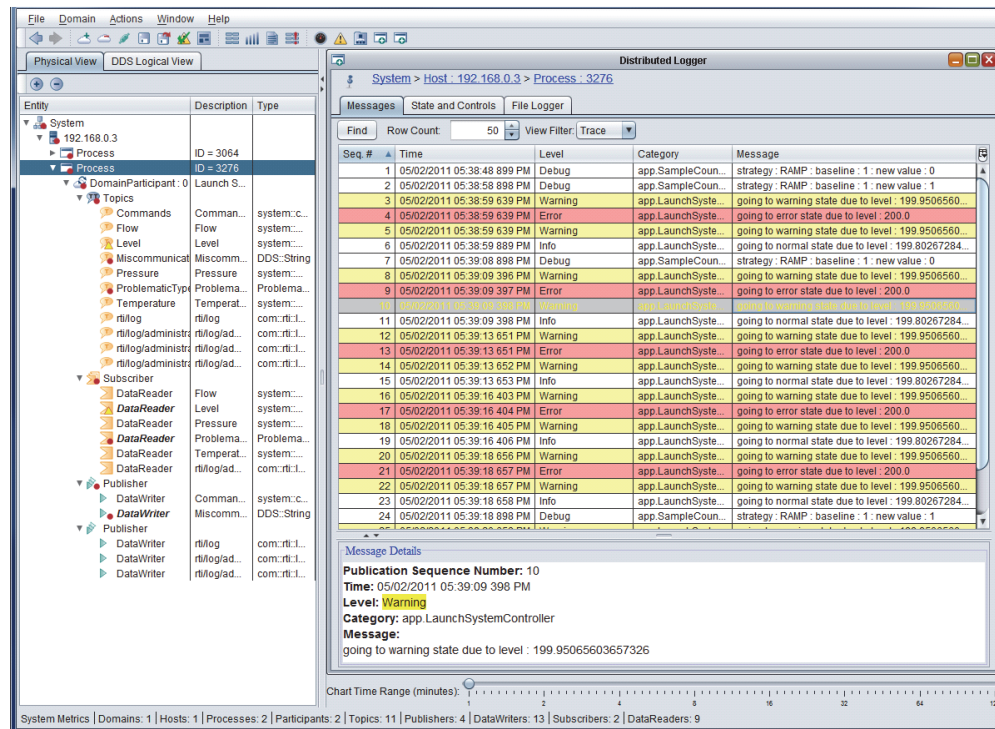 File Domain Actions Window Help
Physical View DDS Logical View
Entity Description Type
System
192.168.0.3
Process ID = 3064
Process ID = 3276
DomainParticipant : 0 Launch S...
Topics
Commands Comman... system::c...
Flow Flow system::...
Level Level system::...
Miscommunicat Miscomm... DDS::String
Pressure Pressure system::...
ProblematicType Problema... Problema...
Temperature Temperat... system::...
rti/log rti/log com::rti::l...
rti/log/administra rti/log/ad... com::rti::l...
rti/log/administra rti/log/ad... com::rti::l...
rti/log/administra rti/log/ad... com::rti::l...
Subscriber
DataReader Flow system::...
DataReader Level system::...
DataReader Pressure system::...
DataReader Problema... Problema...
DataReader Temperat... system::...
DataReader rti/log/ad... com::rti::l...
Publisher
DataWriter Comman... system::c...
DataWriter Miscomm... DDS::String
Publisher
DataWriter rti/log com::rti::l...
DataWriter rti/log/ad... com::rti::l...
DataWriter rti/log/ad... com::rti::l...
Distributed Logger
System > Host : 192.168.0.3 > Process : 3276
Messages State and Controls File Logger
Find Row Count: 50 View Filter: Trace
Seq. # Time Level Category Message
1 05/02/2011 05:38:48 899 PM Debug app.SampleCoun... strategy : RAMP : baseline : 1 : new value : 0
2 05/02/2011 05:38:58 898 PM Debug app.SampleCoun... strategy : RAMP : baseline : 1 : new value : 1
3 05/02/2011 05:38:59 639 PM Warning app.LaunchSyste... going to warning state due to level : 199.9506560...
4 05/02/2011 05:38:59 639 PM Error app.LaunchSyste... going to error state due to level : 200.0
5 05/02/2011 05:38:59 639 PM Warning app.LaunchSyste... going to warning state due to level : 199.9506560...
6 05/02/2011 05:38:59 889 PM Info app.LaunchSyste... going to normal state due to level : 199.80267284...
7 05/02/2011 05:39:08 898 PM Debug app.SampleCoun... strategy : RAMP : baseline : 1 : new value : 0
8 05/02/2011 05:39:09 396 PM Warning app.LaunchSyste... going to warning state due to level : 199.9506560...
9 05/02/2011 05:39:09 397 PM Error app.LaunchSyste... going to error state due to level : 200.0
10 05/02/2011 05:39:09 398 PM Warning app.LaunchSyste... going to warning state due to level : 199.9506560...
11 05/02/2011 05:39:09 398 PM Info app.LaunchSyste... going to normal state due to level : 199.80267284...
12 05/02/2011 05:39:13 651 PM Warning app.LaunchSyste... going to warning state due to level : 199.9506560...
13 05/02/2011 05:39:13 651 PM Error app.LaunchSyste... going to error state due to level : 200.0
14 05/02/2011 05:39:13 652 PM Warning app.LaunchSyste... going to warning state due to level : 199.9506560...
15 05/02/2011 05:39:13 653 PM Info app.LaunchSyste... going to normal state due to level : 199.80267284...
16 05/02/2011 05:39:16 403 PM Warning app.LaunchSyste... going to warning state due to level : 199.9506560...
17 05/02/2011 05:39:16 404 PM Error app.LaunchSyste... going to error state due to level : 200.0
18 05/02/2011 05:39:16 405 PM Warning app.LaunchSyste... going to warning state due to level : 199.9506560...
19 05/02/2011 05:39:16 406 PM Info app.LaunchSyste... going to normal state due to level : 199.80267284...
20 05/02/2011 05:39:18 656 PM Warning app.LaunchSyste... going to warning state due to level : 199.9506560...
21 05/02/2011 05:39:18 657 PM Error app.LaunchSyste... going to error state due to level : 200.0
22 05/02/2011 05:39:18 657 PM Warning app.LaunchSyste... going to warning state due to level : 199.9506560...
23 05/02/2011 05:39:18 658 PM Info app.LaunchSyste... going to normal state due to level : 199.80267284...
24 05/02/2011 05:39:18 898 PM Debug app.SampleCoun... strategy : RAMP : baseline : 1 : new value : 1
Message Details
Publication Sequence Number: 10
Time: 05/02/2011 05:39:09 398 PM
Level: Warning
Category: app.LaunchSystemController
Message:
going to warning state due to level : 199.95065603657326
Chart Time Range (minutes):
1 2 4 8 16 32 64
System Metrics | Domains: 1 | Hosts: 1 | Processes: 2 | Participants: 2 | Topics: 11 | Publishers: 4 | DataWriters: 13 | Subscribers: 2 | DataReaders: 9